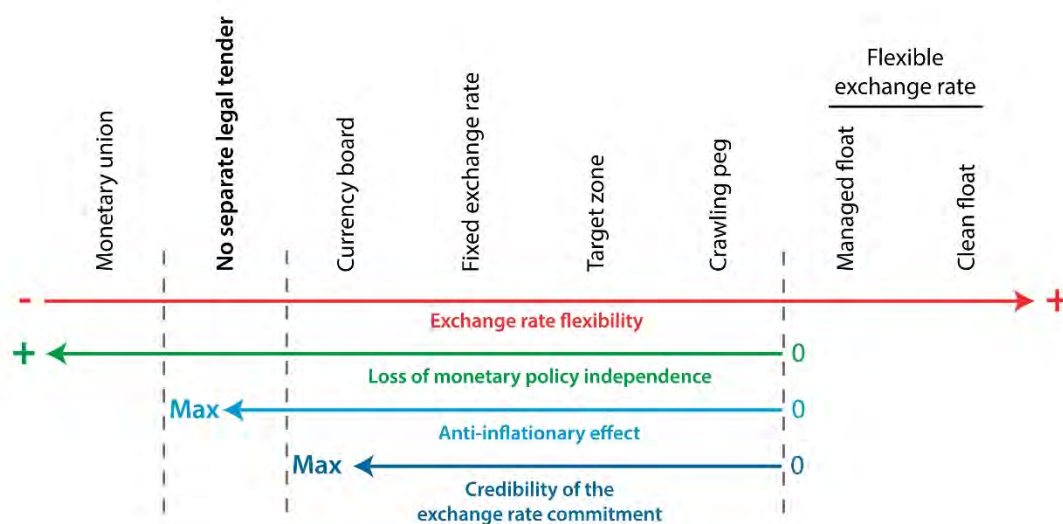 Flexible
exchange rate
Monetary union
No separate legal tender
Currency board
Fixed exchange rate
Target zone
Crawling peg
Managed float
Clean float
- +
Exchange rate flexibility
+ 0
Loss of monetary policy independence
Max 0
Anti-inflationary effect
Max 0
Credibility of the
exchange rate commitment